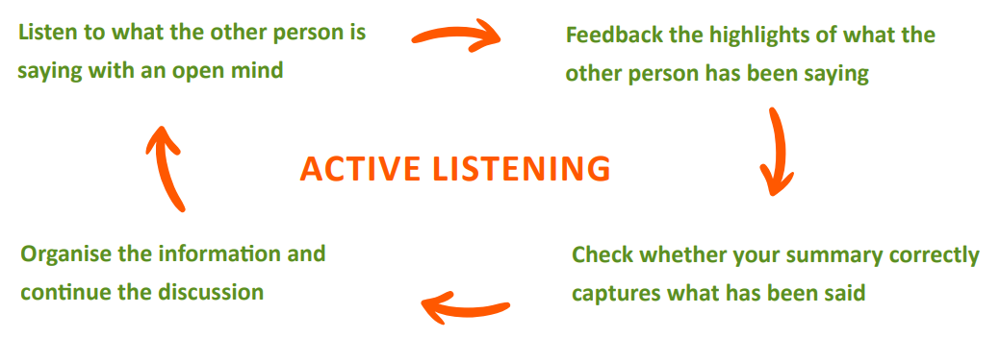 Listen to what the other person is
saying with an open mind
Feedback the highlights of what the
other person has been saying
ACTIVE LISTENING
Check whether your summary correctly
captures what has been said
Organise the information and
continue the discussion